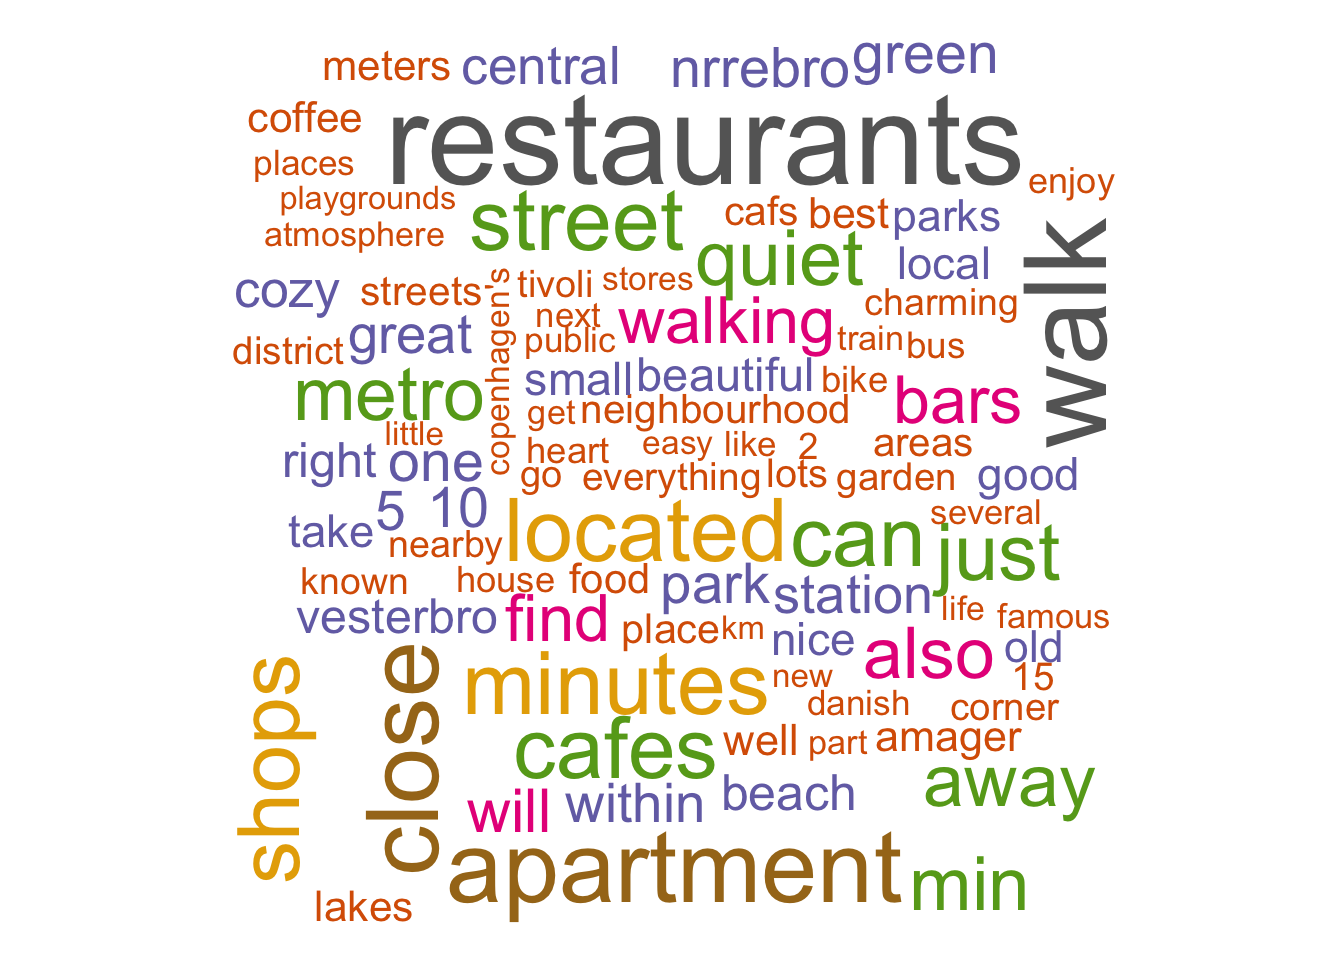 meters central nrrebro green
coffee restaurants
places
playgrounds street cafs best parks enjoy
atmosphere quiet local walk
cozy streets copenhagen's tivoli stores charming
great next walking
district public train bus
metro small beautiful bike bars
get neighbourhood
little heart easy like 2 areas
right one go everything lots garden good
5 10 located can several
take nearby just
known house food park station
vesterbro find place km nice life famous
also old
shops close minutes new 15
danish corner
cafes well part amager
away
will within beach
apartment min
lakes